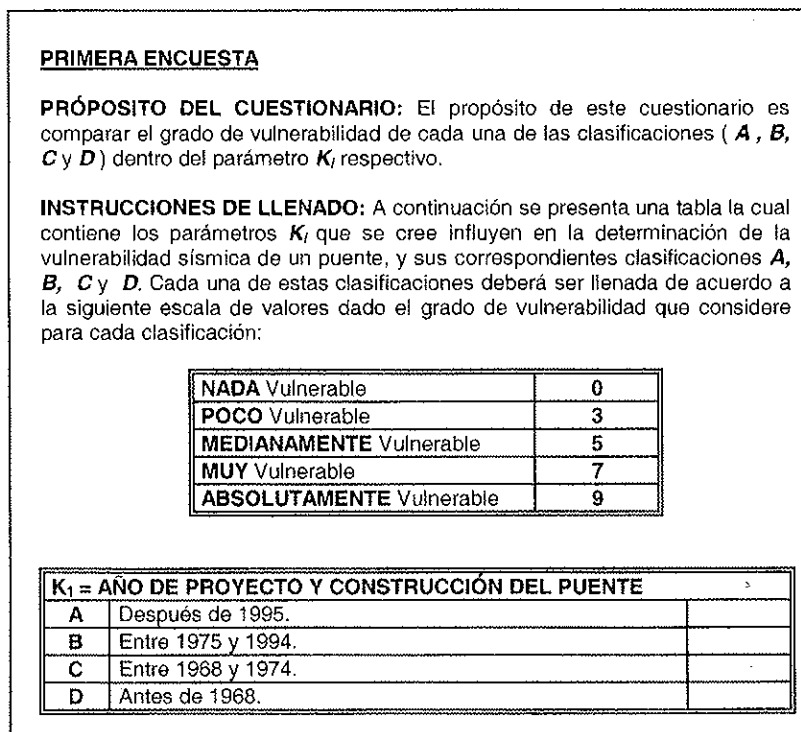 PRIMERA ENCUESTA
PRÓPOSITO DEL CUESTIONARIO: El propósito de este cuestionario es
comparar el grado de vulnerabilidad de cada una de las clasificaciones ( A , B,
C y D ) dentro del parámetro Ki respectivo.
INSTRUCCIONES DE LLENADO: A continuación se presenta una tabla la cual
contiene los parámetros Ki que se cree influyen en la determinación de la
vulnerabilidad sísmica de un puente, y sus correspondientes clasificaciones A,
B, C y D. Cada una de estas clasificaciones deberá ser llenada de acuerdo a
la siguiente escala de valores dado el grado de vulnerabilidad que considere
para cada clasificación:
NADA Vulnerable 0
POCO Vulnerable 3
MEDIANAMENTE Vulnerable 5
MUY Vulnerable 7
ABSOLUTAMENTE Vulnerable 9
K1 = AÑO DE PROYECTO Y CONSTRUCCIÓN DEL PUENTE
A Después de 1995.
B Entre 1975 y 1994.
C Entre 1968 y 1974.
D Antes de 1968.